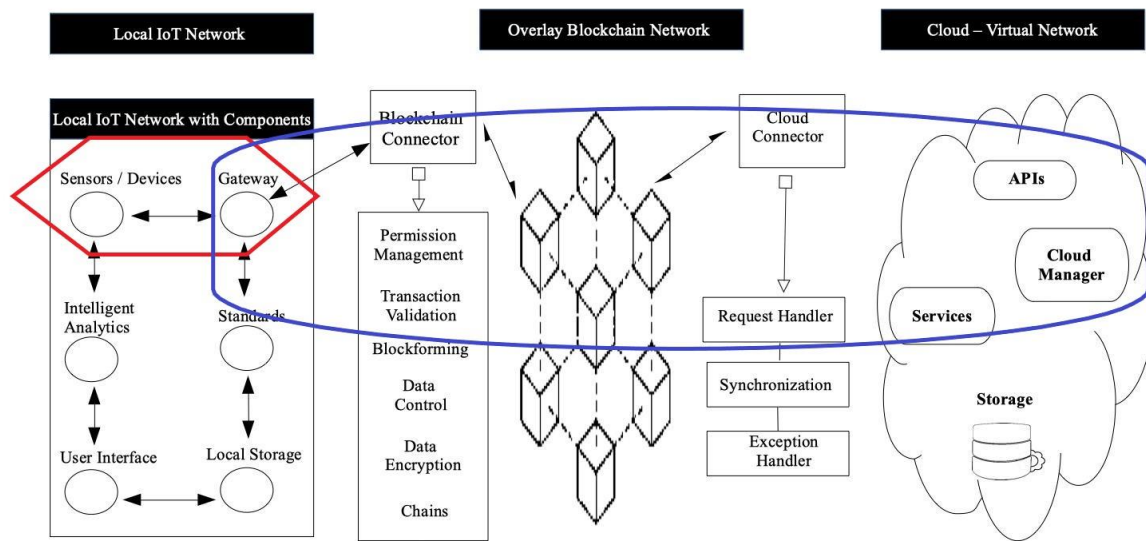 Local IoT Network
Overlay Blockchain Network
Cloud – Virtual Network
Local IoT Network with Components
Sensors / Devices
Gateway
Intelligent
Analytics
Standards
User Interface
Local Storage
Blockchain
Connector
Permission
Management
Transaction
Validation
Blockforming
Data
Control
Data
Encryption
Chains
Cloud
Connector
Request Handler
Synchronization
Exception
Handler
APIs
Cloud
Manager
Services
Storage